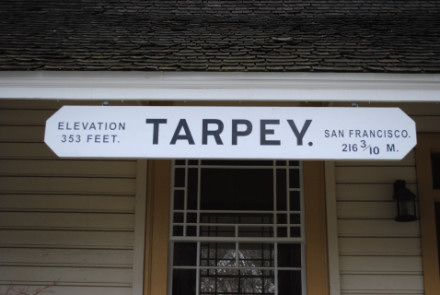 ELEVATION
353 FEET.
TARPEY.
SAN FRANCISCO.
216 3/10 M.